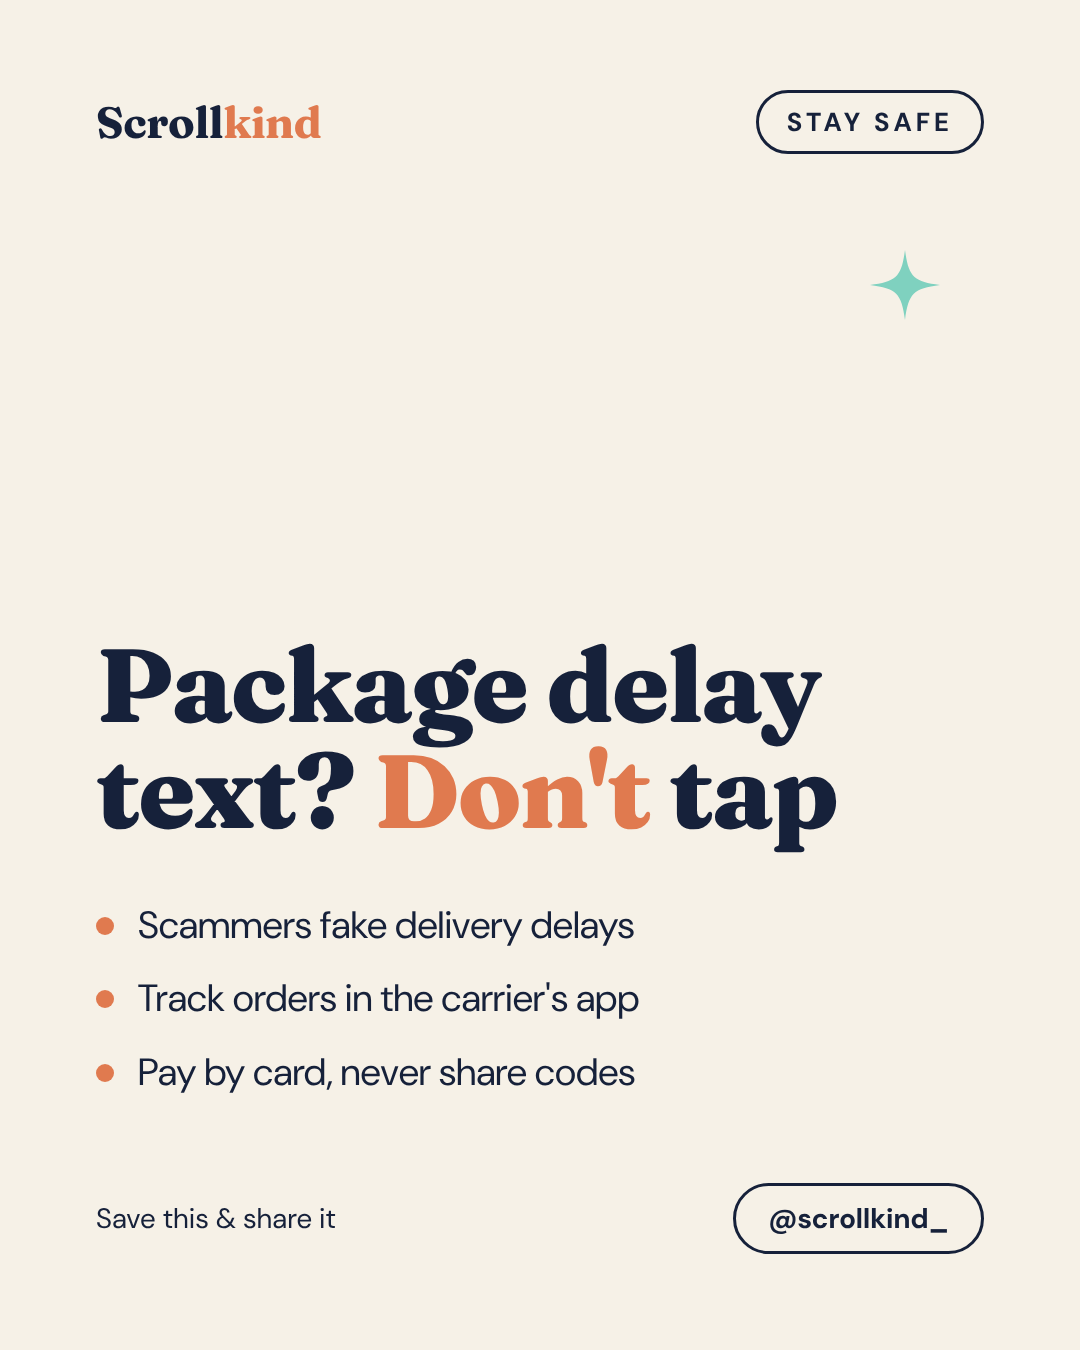 Scrollkind
STAY SAFE
Package delay
text? Don't tap
Scammers fake delivery delays
Track orders in the carrier's app
Pay by card, never share codes
Save this & share it
@scrollkind_